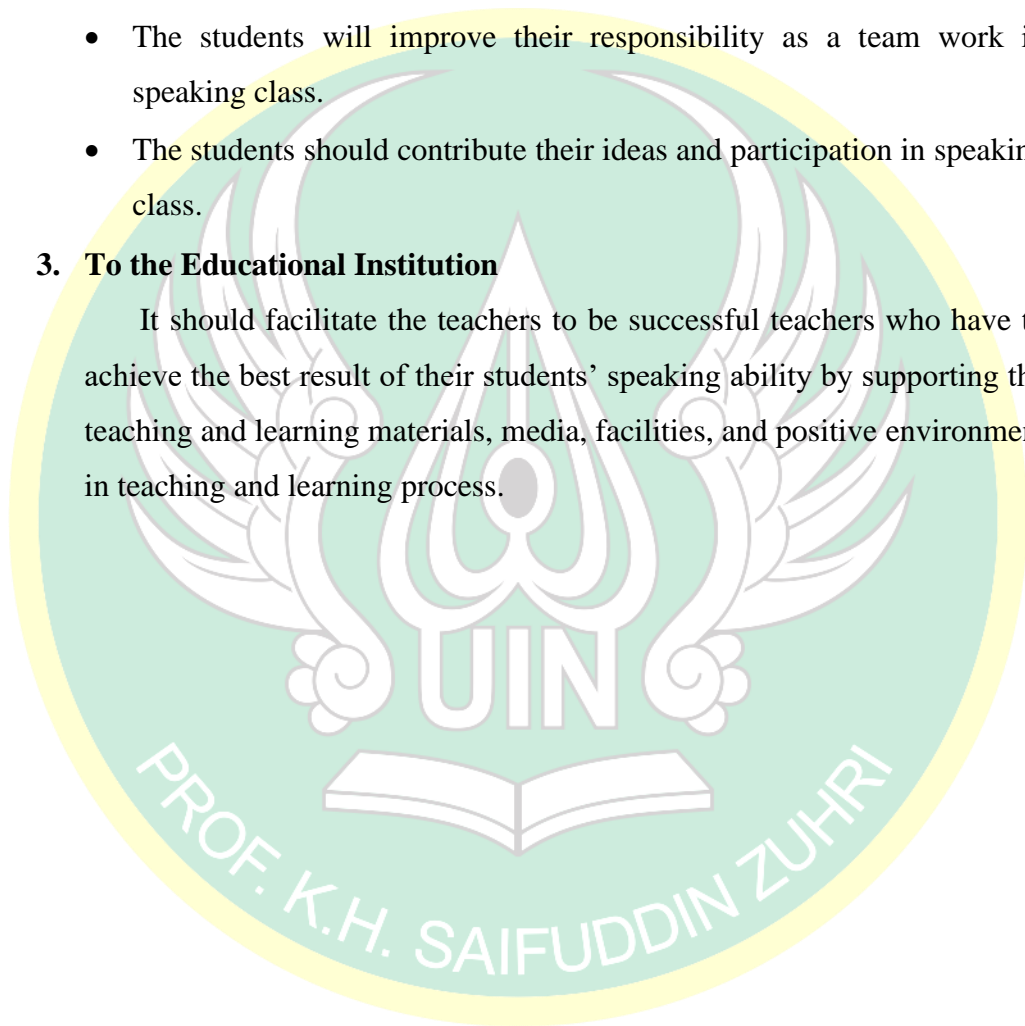 • The students will improve their responsibility as a team work i
speaking class.
• The students should contribute their ideas and participation in speakin
class.
3. To the Educational Institution
It should facilitate the teachers to be successful teachers who have t
achieve the best result of their students’ speaking ability by supporting th
teaching and learning materials, media, facilities, and positive environmen
in teaching and learning process.
UIN
PROF. K.H. SAIFUDDIN ZUHRI